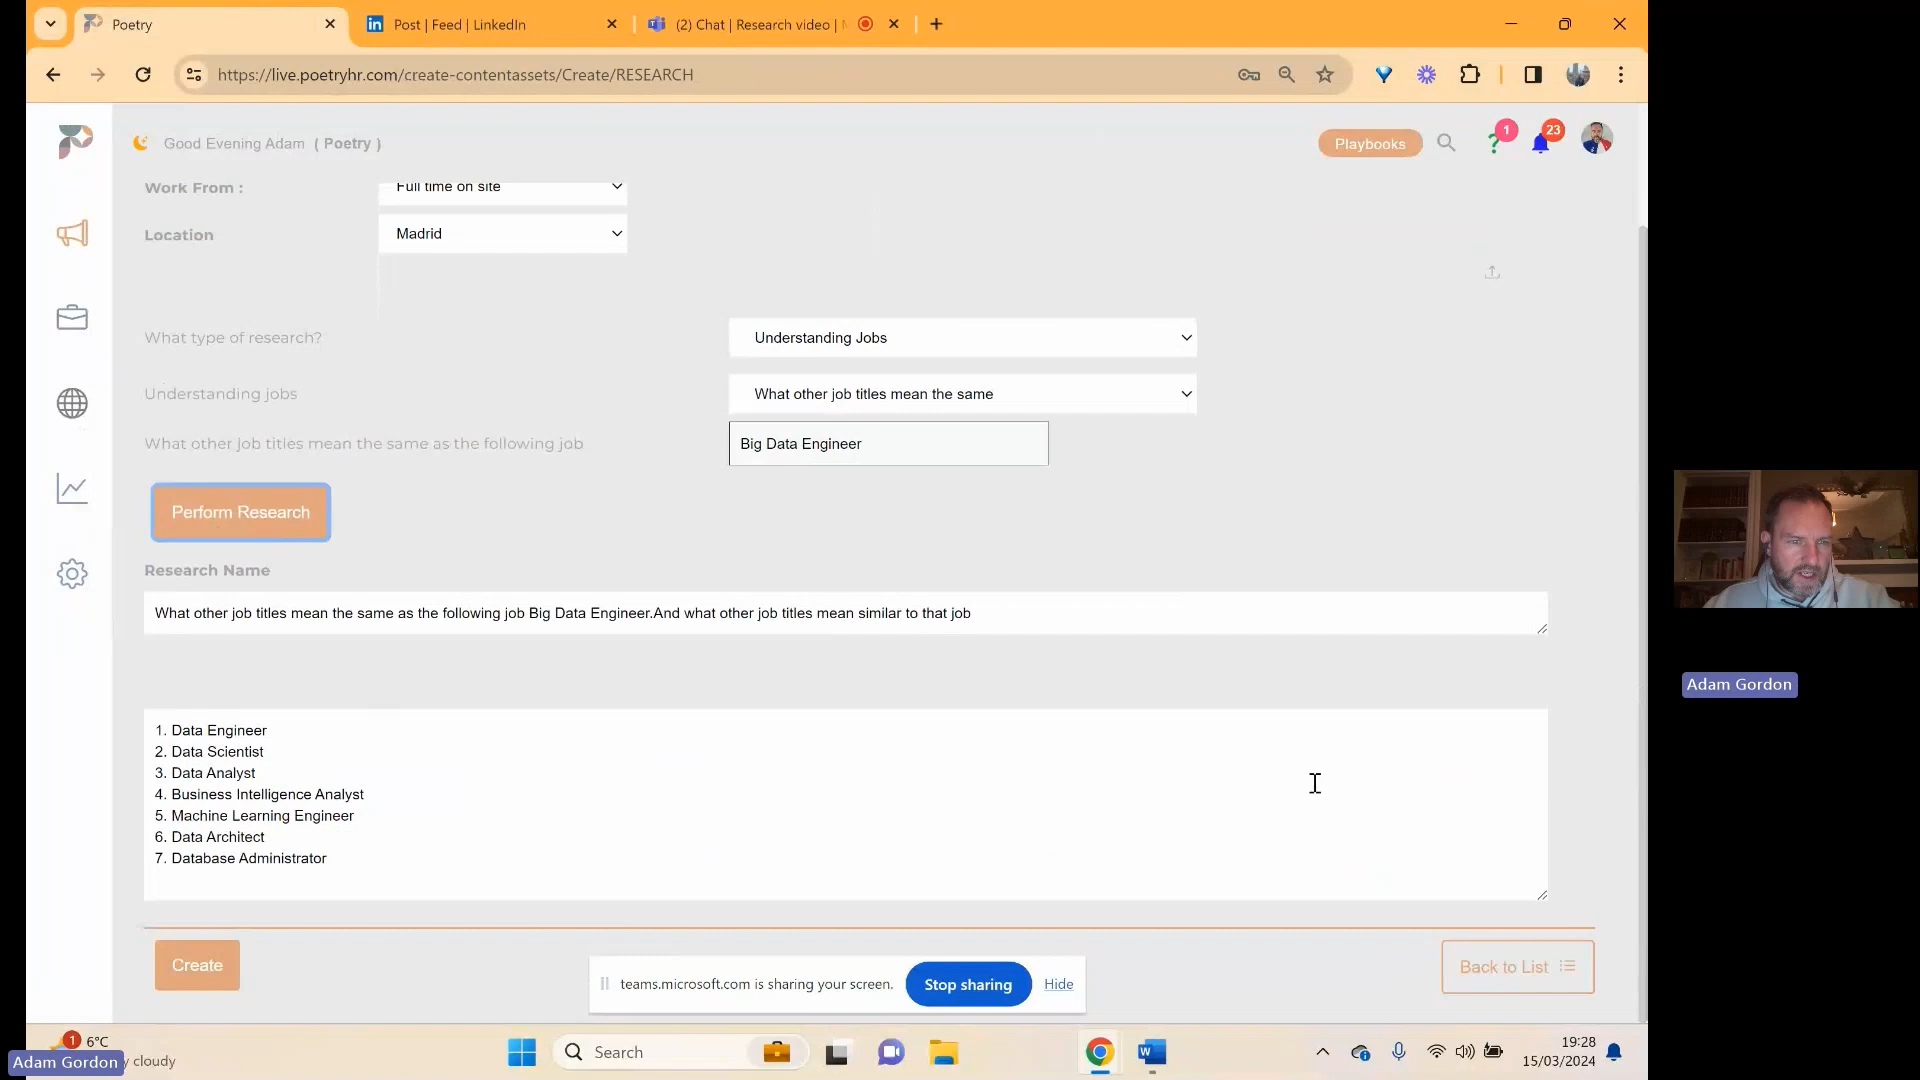 Poetry
Post | Feed | LinkedIn
(2) Chat | Research video |
https://live.poetryhr.com/create-contentassets/Create/RESEARCH
Good Evening Adam ( Poetry )
Playbooks
1
23
Work From :
Full time on site
Location
Madrid
What type of research?
Understanding Jobs
Understanding jobs
What other job titles mean the same
What other job titles mean the same as the following job
Big Data Engineer
Perform Research
Research Name
What other job titles mean the same as the following job Big Data Engineer.And what other job titles mean similar to that job
1. Data Engineer
2. Data Scientist
3. Data Analyst
4. Business Intelligence Analyst
5. Machine Learning Engineer
6. Data Architect
7. Database Administrator
Create
Back to List
teams.microsoft.com is sharing your screen.
Stop sharing
Hide
Adam Gordon
1
6°C
y cloudy
Adam Gordon
Search
19:28
15/03/2024